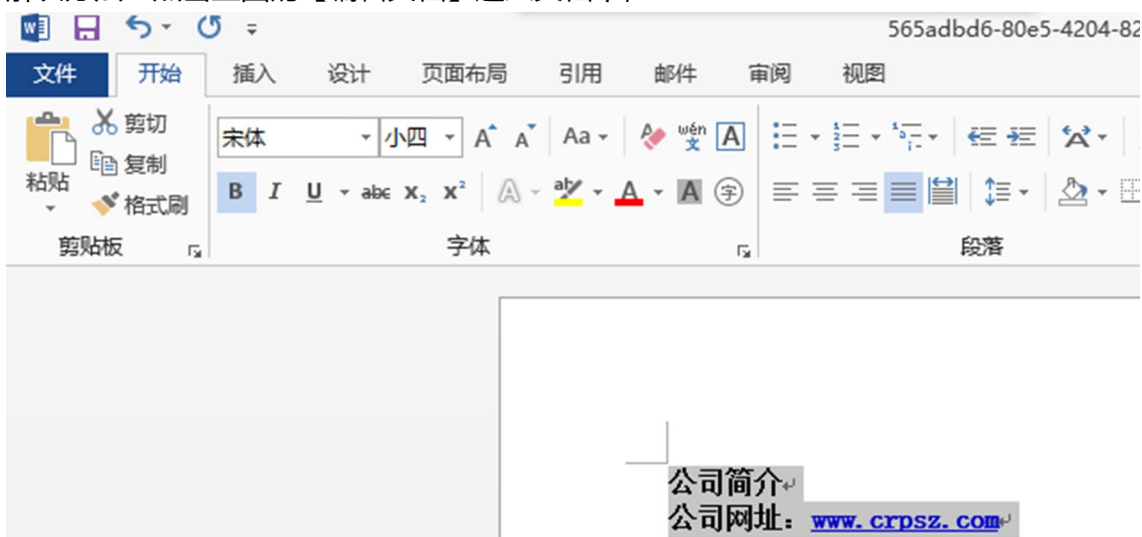 565adbd6-80e5-4204-82
文件 开始 插入 设计 页面布局 引用 邮件 审阅 视图
剪切
复制
粘贴
格式刷
宋体 小四 A A Aa wén 文 A
B I U abc X₂ X² A aby A A 字
剪贴板 字体 段落
公司简介
公司网址：www.crpsz.com